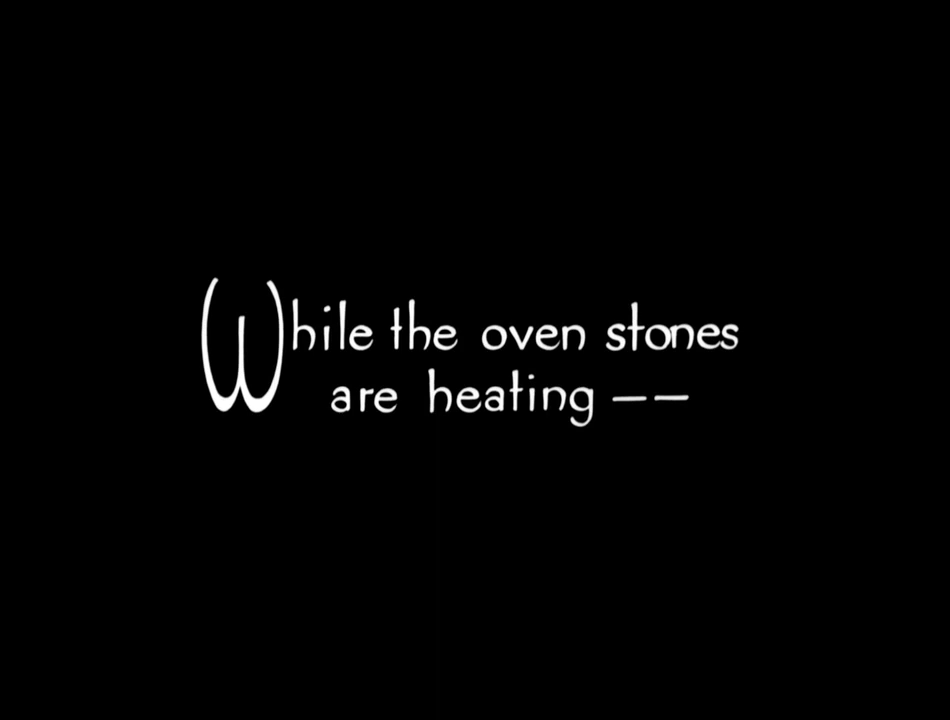 While the oven stones
are heating — —